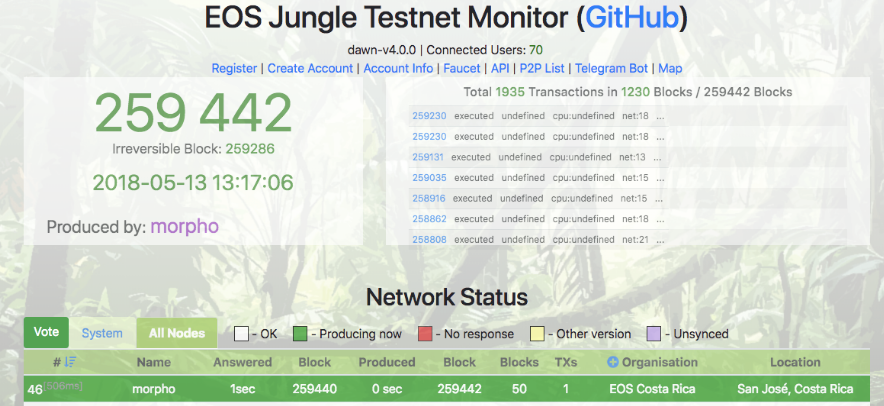 EOS Jungle Testnet Monitor (GitHub)
dawn-v4.0.0 | Connected Users: 70
Register | Create Account | Account Info | Faucet | API | P2P List | Telegram Bot | Map
259 442
Irreversible Block: 259286
2018-05-13 13:17:06
Produced by: morpho
Total 1935 Transactions in 1230 Blocks / 259442 Blocks
259230 executed undefined cpu:undefined net:18 ...
259230 executed undefined cpu:undefined net:18 ...
259131 executed undefined cpu:undefined net:13 ...
259035 executed undefined cpu:undefined net:15 ...
258916 executed undefined cpu:undefined net:15 ...
258862 executed undefined cpu:undefined net:18 ...
258808 executed undefined cpu:undefined net:21 ...
Network Status
Vote System All Nodes - OK - Producing now - No response - Other version - Unsynced
# Name Answered Block Produced Block Blocks TXs Organisation Location
46 [506ms] morpho 1sec 259440 0 sec 259442 50 1 EOS Costa Rica San José, Costa Rica